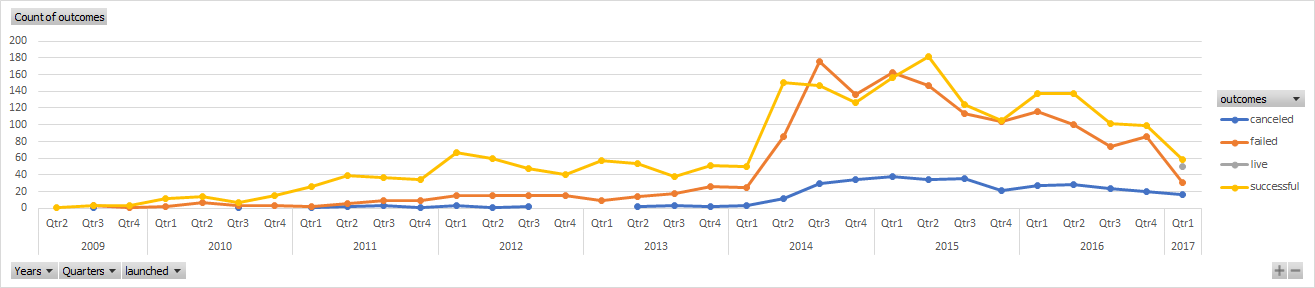 Count of outcomes
200
180
160
140
120
100
80
60
40
20
0
Qtr2 Qtr3 Qtr4 Qtr1 Qtr2 Qtr3 Qtr4 Qtr1 Qtr2 Qtr3 Qtr4 Qtr1 Qtr2 Qtr3 Qtr4 Qtr1 Qtr2 Qtr3 Qtr4 Qtr1 Qtr2 Qtr3 Qtr4 Qtr1 Qtr2 Qtr3 Qtr4 Qtr1 Qtr2 Qtr3 Qtr4 Qtr1
2009 2010 2011 2012 2013 2014 2015 2016 2017
outcomes
canceled
failed
live
successful
Years Quarters launched